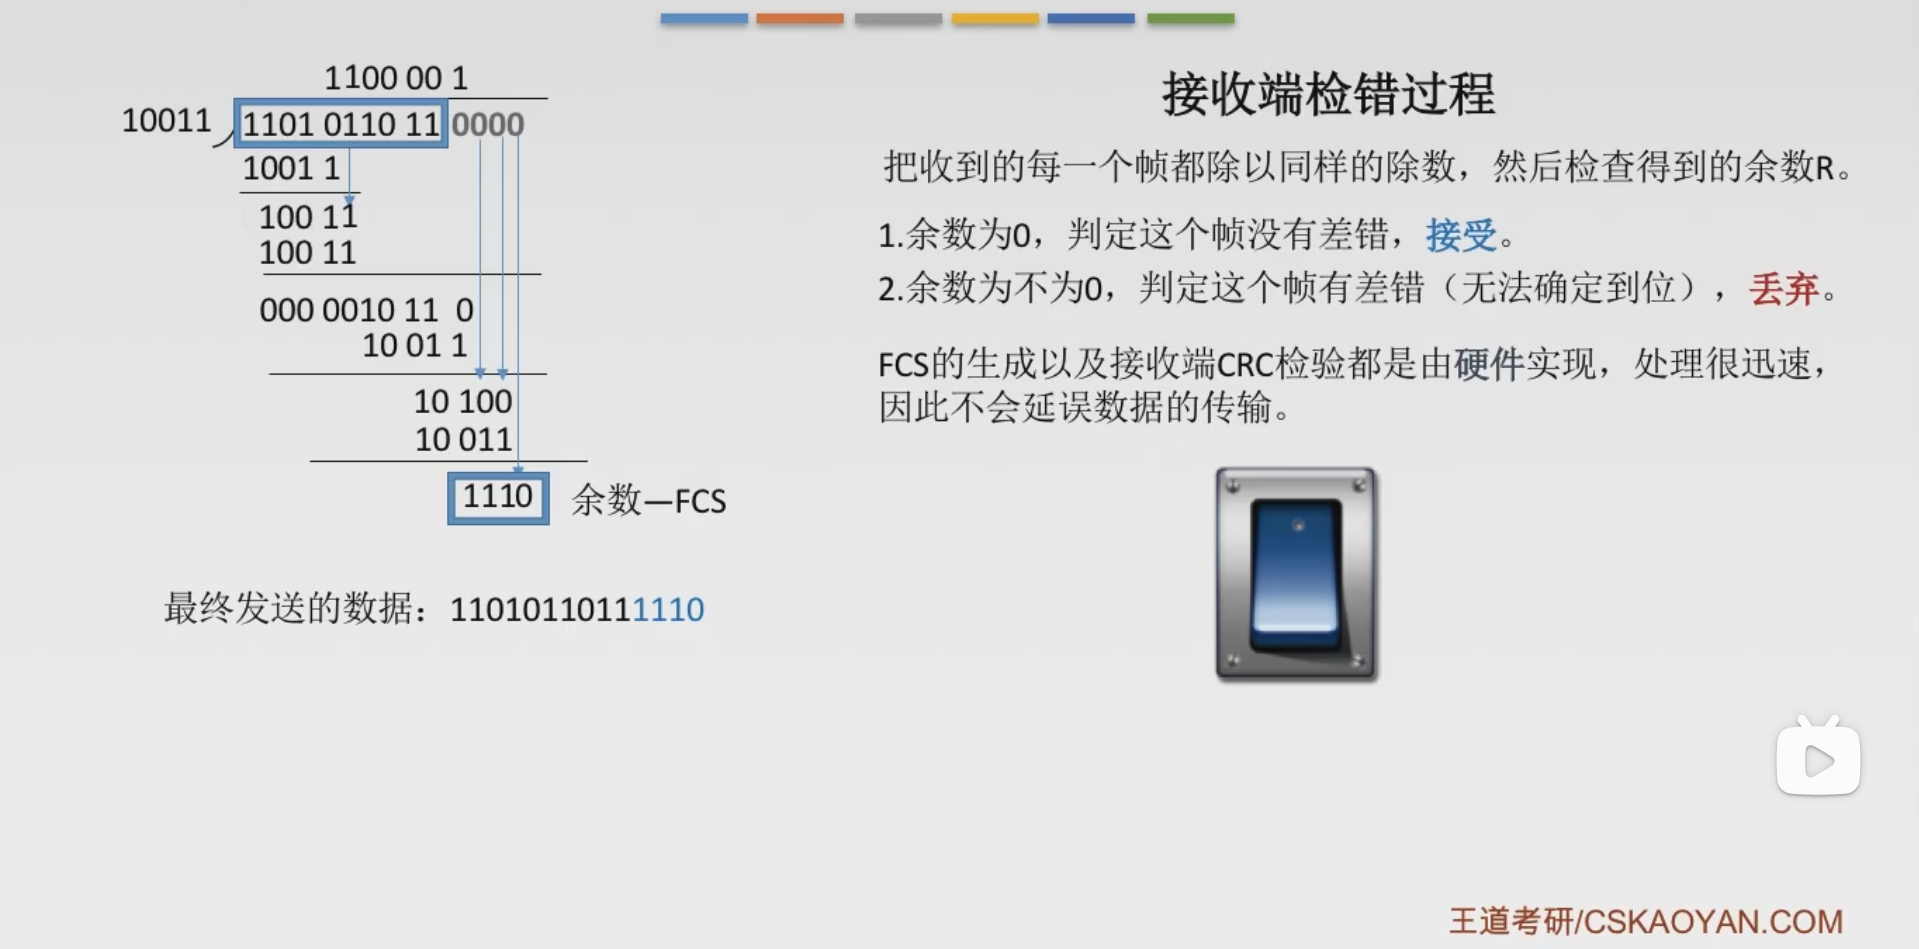 1100 00 1
10011 1101 0110 11 0000
1001 1
100 11
100 11
000 0010 11 0
10 01 1
10 100
10 011
1110 余数—FCS
最终发送的数据：11010110111110
接收端检错过程
把收到的每一个帧都除以同样的除数，然后检查得到的余数R。
1.余数为0，判定这个帧没有差错，接受。
2.余数为不为0，判定这个帧有差错（无法确定到位），丢弃。
FCS的生成以及接收端CRC检验都是由硬件实现，处理很迅速，
因此不会延误数据的传输。
王道考研/CSKAOYAN.COM